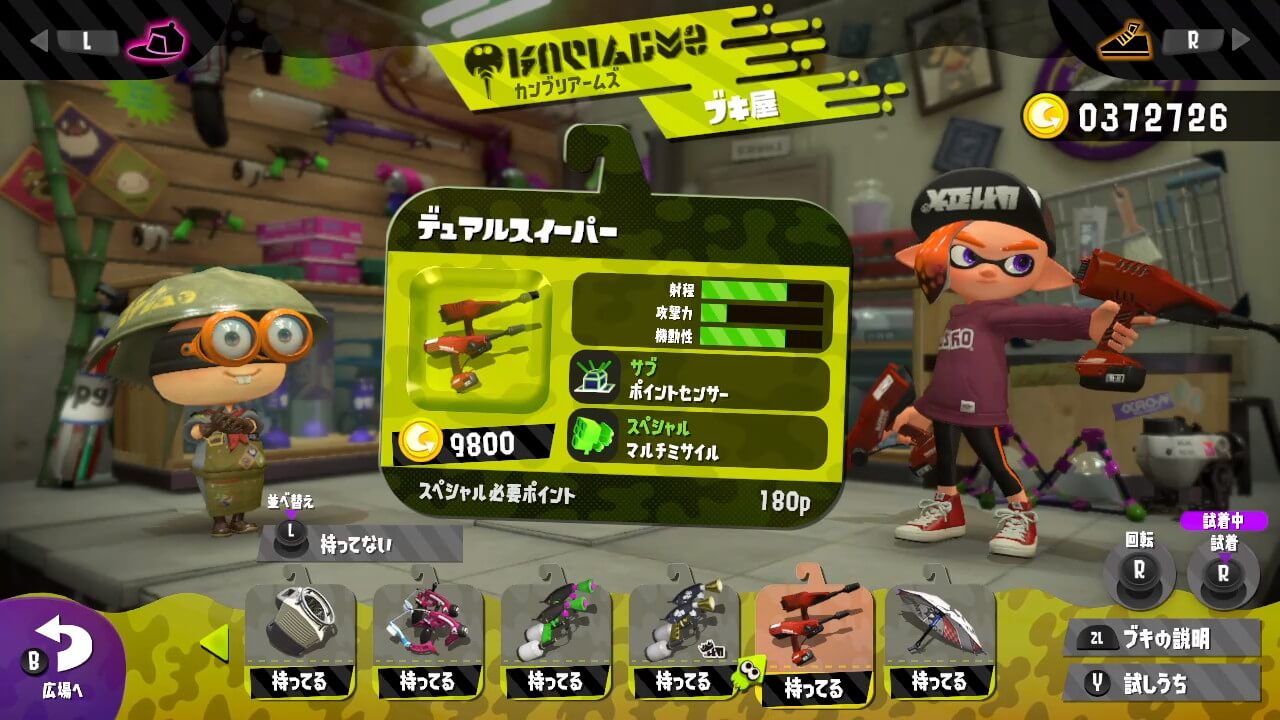 L
R
カンブリアームズ
ブキ屋
0372726
デュアルスイーパー
射程
攻撃力
機動性
サブ
ポイントセンサー
9800
スペシャル
マルチミサイル
スペシャル必要ポイント 180p
並べ替え
L 持ってない
試着中
回転
試着
R
R
持ってる
持ってる
持ってる
持ってる
持ってる
持ってる
B
広場へ
ZL ブキの説明
Y 試しうち